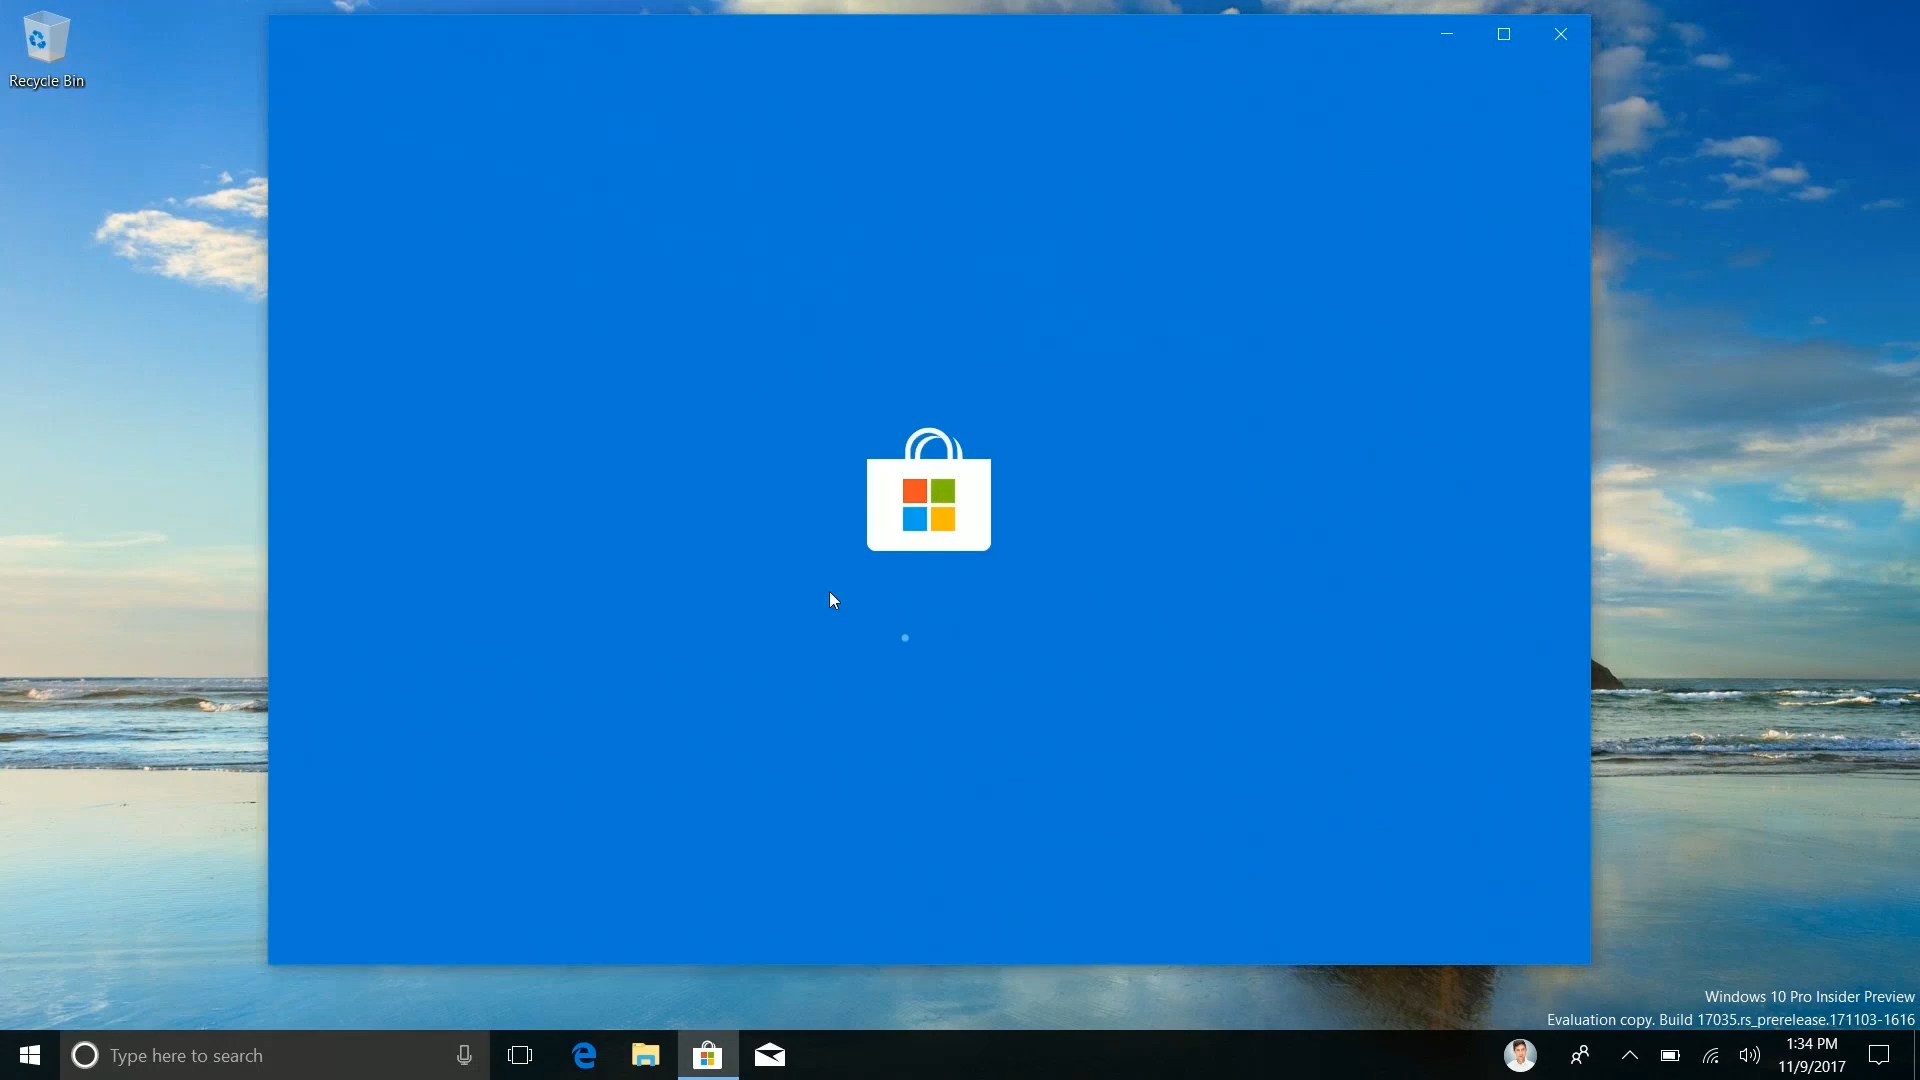 Recycle Bin
Windows 10 Pro Insider Preview
Evaluation copy. Build 17035.rs_prerelease.171103-1616
Type here to search
1:34 PM
11/9/2017